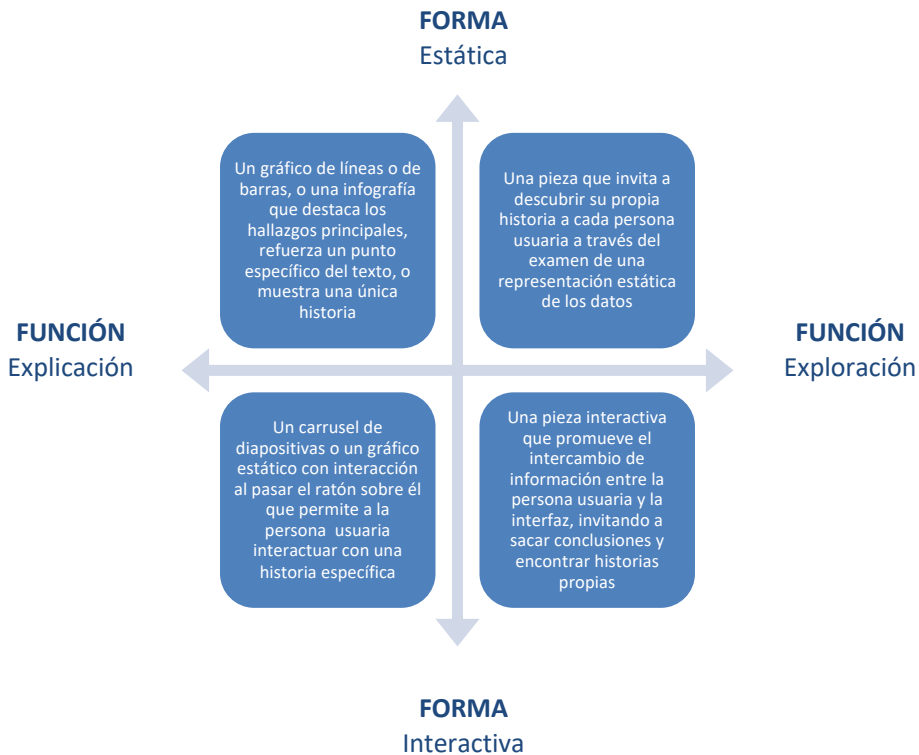 FORMA
Estática
Un gráfico de líneas o de
barras, o una infografía
que destaca los
hallazgos principales,
refuerza un punto
específico del texto, o
muestra una única
historia
Una pieza que invita a
descubrir su propia
historia a cada persona
usuaria a través del
examen de una
representación estática
de los datos
FUNCIÓN
Explicación
FUNCIÓN
Exploración
Un carrusel de
diapositivas o un gráfico
estático con interacción
al pasar el ratón sobre él
que permite a la
persona usuaria
interactuar con una
historia específica
Una pieza interactiva
que promueve el
intercambio de
información entre la
persona usuaria y la
interfaz, invitando a
sacar conclusiones y
encontrar historias
propias
FORMA
Interactiva